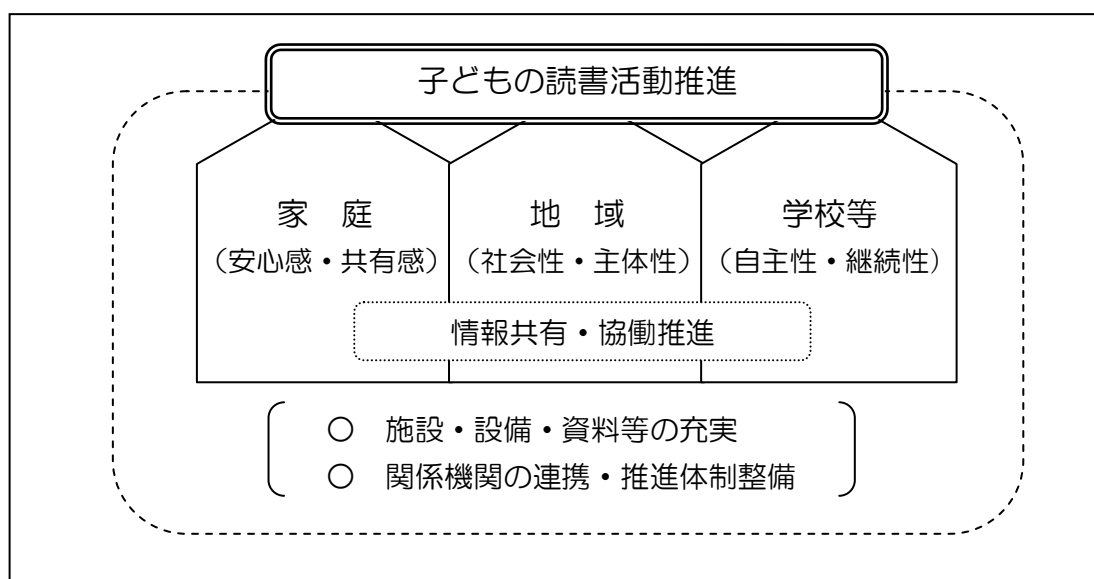 子どもの読書活動推進
家　庭
（安心感・共有感）
地　域
（社会性・主体性）
学校等
（自主性・継続性）
情報共有・協働推進
○　施設・設備・資料等の充実
○　関係機関の連携・推進体制整備